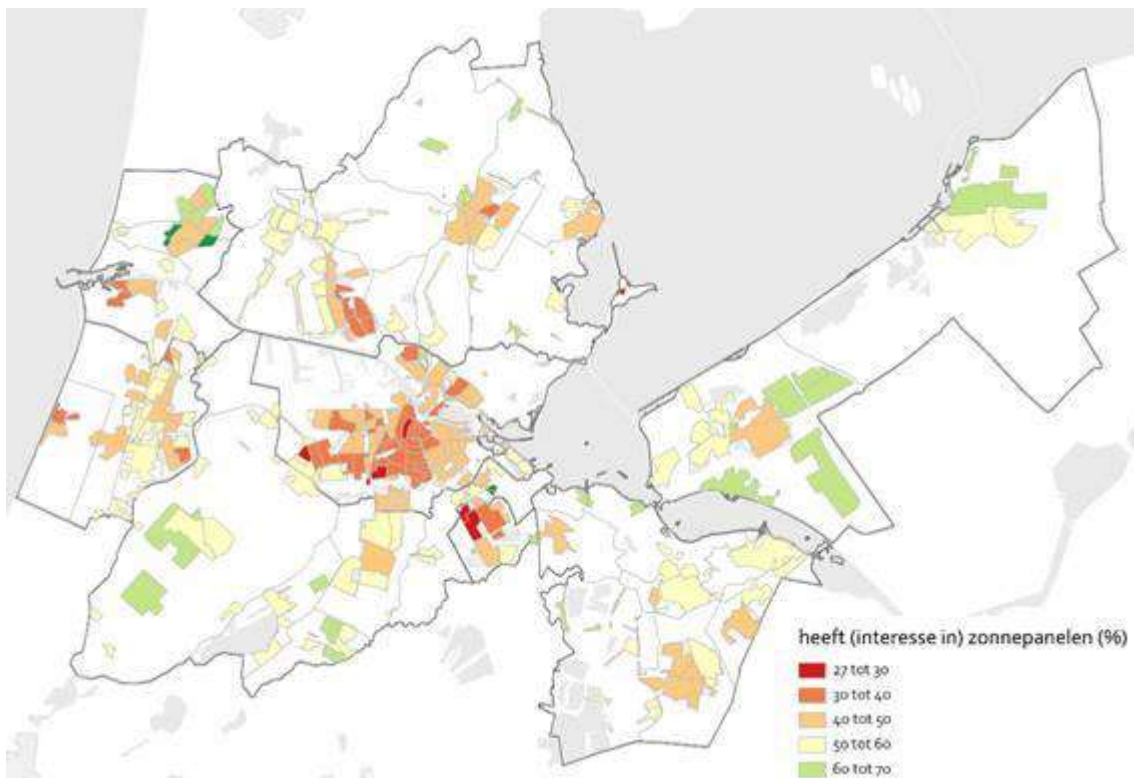 heeft (interesse in) zonnepanelen (%)
27 tot 30
30 tot 40
40 tot 50
50 tot 60
60 tot 70